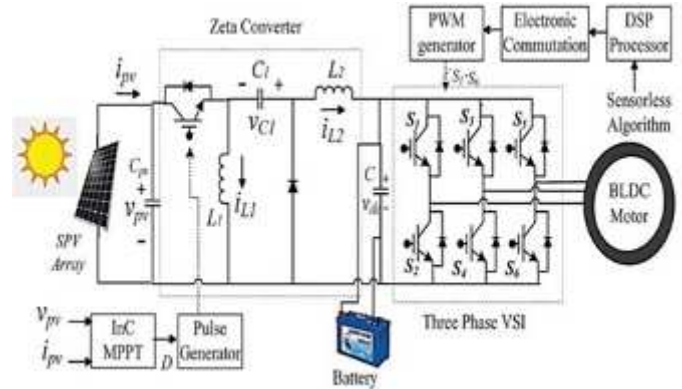 Zeta Converter
PWM
generator
Electronic
Commutation
DSP
Processor
S1-S6
Sensorless
Algorithm
ipv
C1
- +
vC1
L2
iL2
Cpv
+
vpv
-
L1
iL1
C
+
vdc
-
S1
S3
S5
S2
S4
S6
BLDC
Motor
SPV
Array
Three Phase VSI
vpv
ipv
InC
MPPT
D
Pulse
Generator
Battery